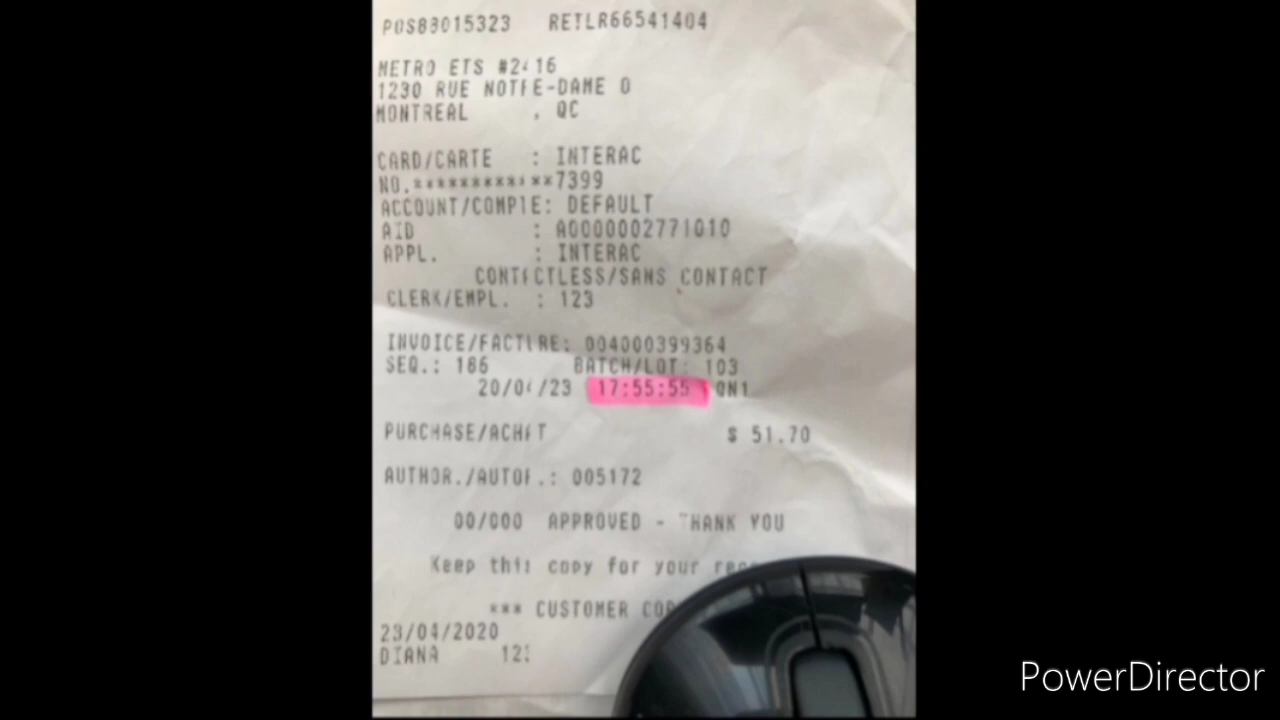 POS88015323 RETLR66541404
METRO ETS #2416
1230 RUE NOTRE-DAME O
MONTREAL , QC
CARD/CARTE : INTERAC
NO.************7399
ACCOUNT/COMPTE: DEFAULT
AID : A0000002771010
APPL. : INTERAC
CONTACTLESS/SANS CONTACT
CLERK/EMPL. : 123
INVOICE/FACTURE: 004000399364
SEQ.: 186 BATCH/LOT: 103
20/04/23 17:55:55 ON1
PURCHASE/ACHAT $ 51.70
AUTHOR./AUTOR.: 005172
00/000 APPROVED - THANK YOU
Keep this copy for your
*** CUSTOMER
23/04/2020
DIANA 123
PowerDirector